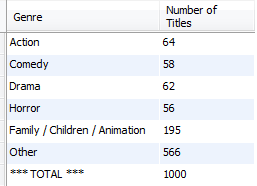 Genre Number of
Titles
Action 64
Comedy 58
Drama 62
Horror 56
Family / Children / Animation 195
Other 566
*** TOTAL *** 1000